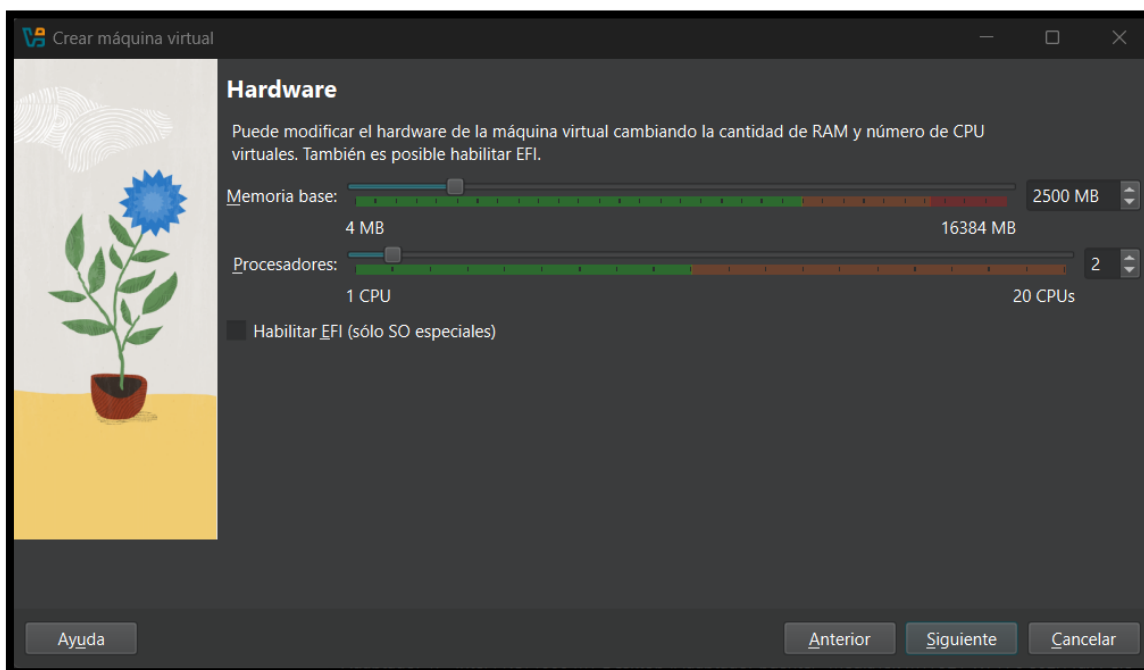 Crear máquina virtual
Hardware
Puede modificar el hardware de la máquina virtual cambiando la cantidad de RAM y número de CPU
virtuales. También es posible habilitar EFI.
Memoria base:
2500 MB
4 MB
16384 MB
Procesadores:
2
1 CPU
20 CPUs
Habilitar EFI (sólo SO especiales)
Ayuda
Anterior
Siguiente
Cancelar